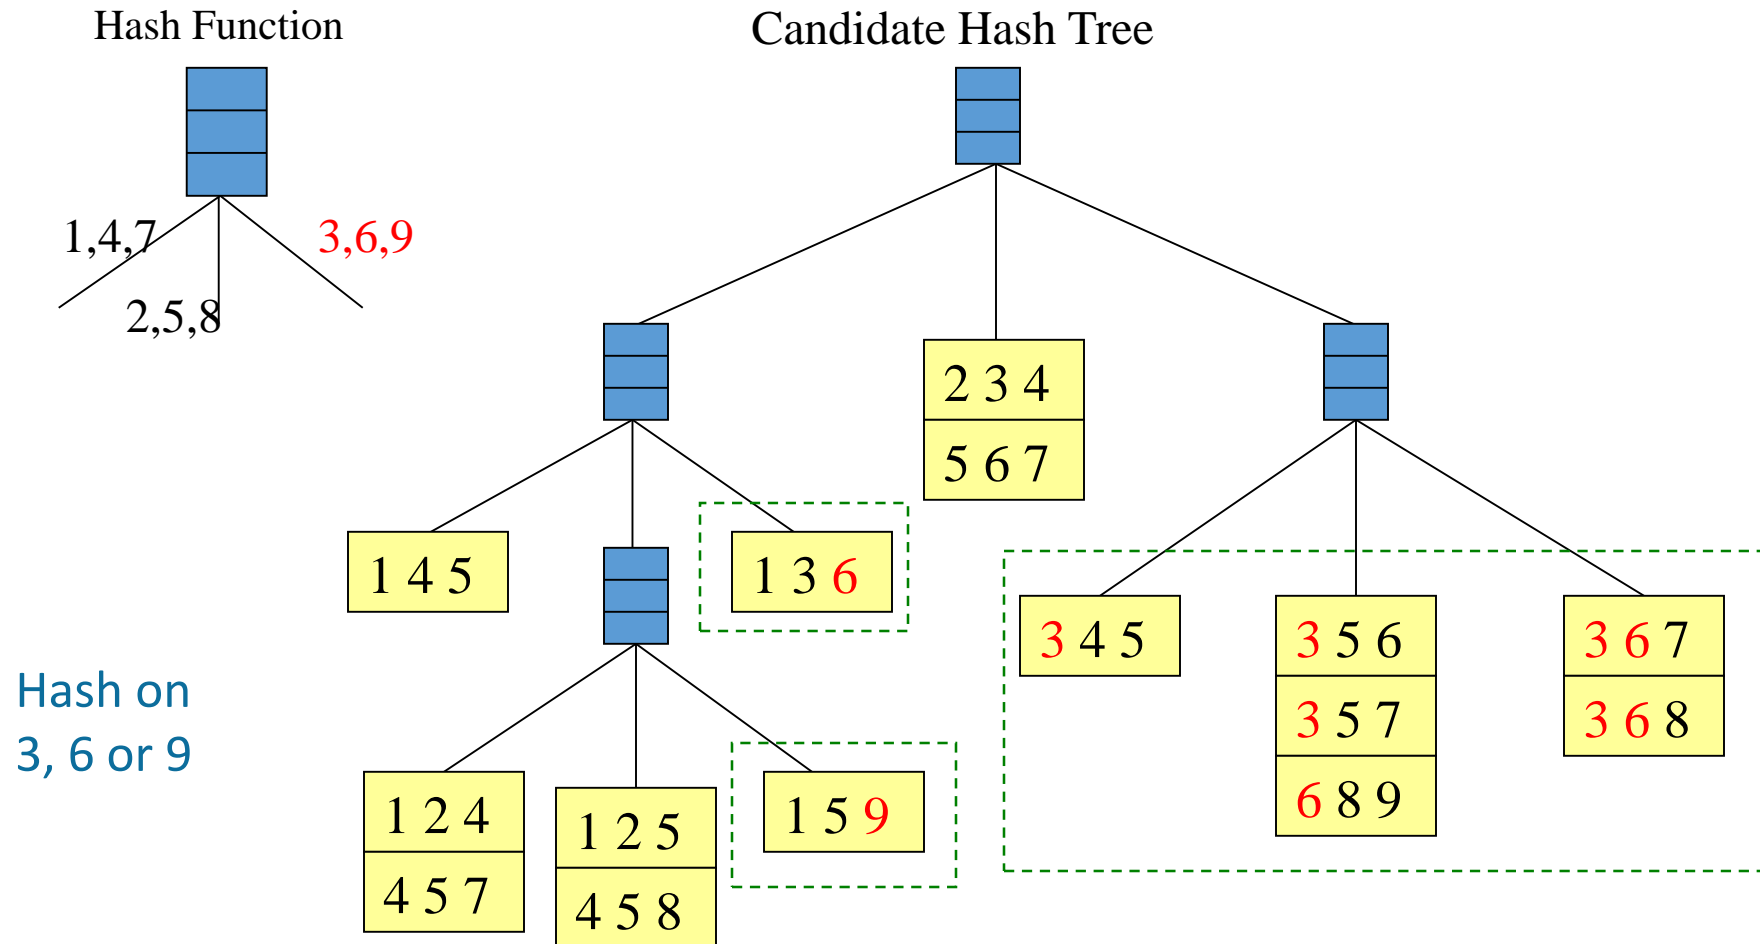 Hash Function
Candidate Hash Tree
1,4,7
3,6,9
2,5,8
2 3 4
5 6 7
1 4 5
1 3 6
3 4 5
3 5 6
3 6 7
3 5 7
3 6 8
6 8 9
Hash on
3, 6 or 9
1 2 4
1 2 5
1 5 9
4 5 7
4 5 8